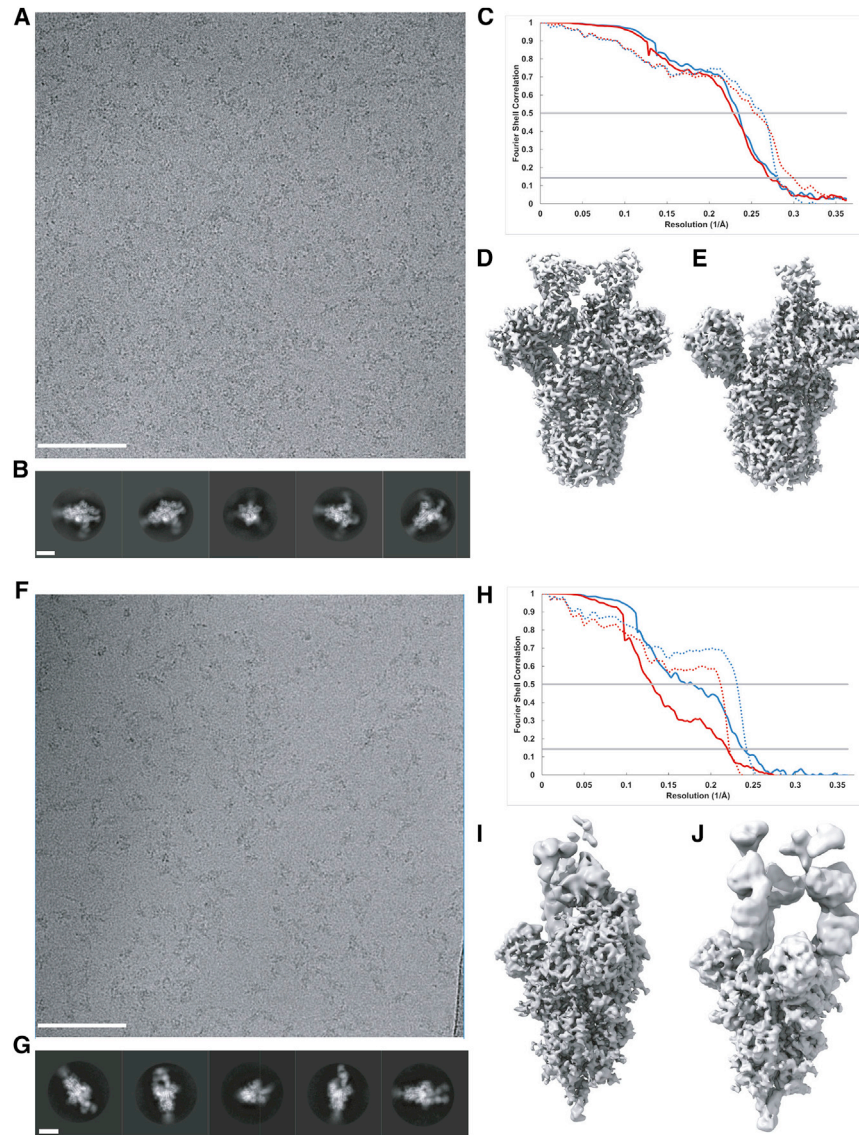 A
C
1
0.9
0.8
0.7
0.6
0.5
0.4
0.3
0.2
0.1
0
Fourier Shell Correlation
0 0.05 0.1 0.15 0.2 0.25 0.3 0.35
Resolution (1/Å)
D
E
B
F
H
1
0.9
0.8
0.7
0.6
0.5
0.4
0.3
0.2
0.1
0
Fourier Shell Correlation
0 0.05 0.1 0.15 0.2 0.25 0.3 0.35
Resolution (1/Å)
I
J
G